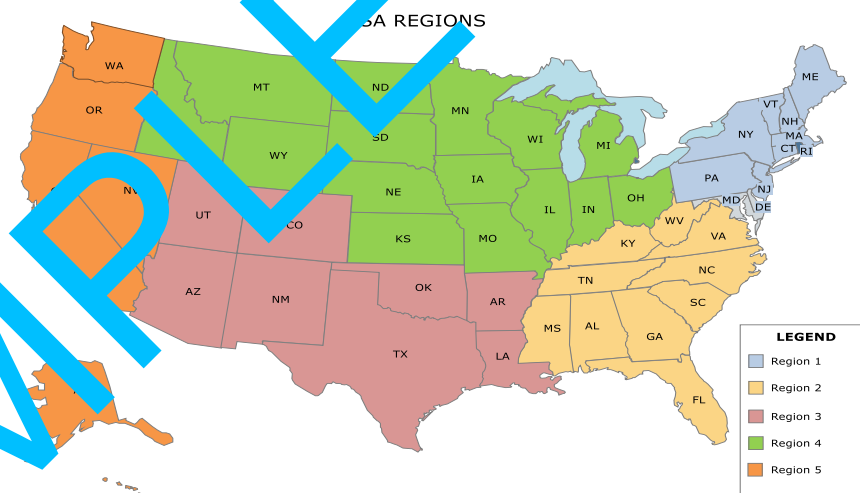 SA REGIONS
WA
MT
ND
MN
OR
SD
WI
MI
ME
VT
NH
NY
MA
CT
RI
WY
NE
IA
PA
NV
UT
CO
KS
MO
IL
IN
OH
NJ
MD
DE
WV
VA
KY
NC
AZ
NM
OK
AR
TN
SC
TX
LA
MS
AL
GA
FL
LEGEND
Region 1
Region 2
Region 3
Region 4
Region 5
MPLE